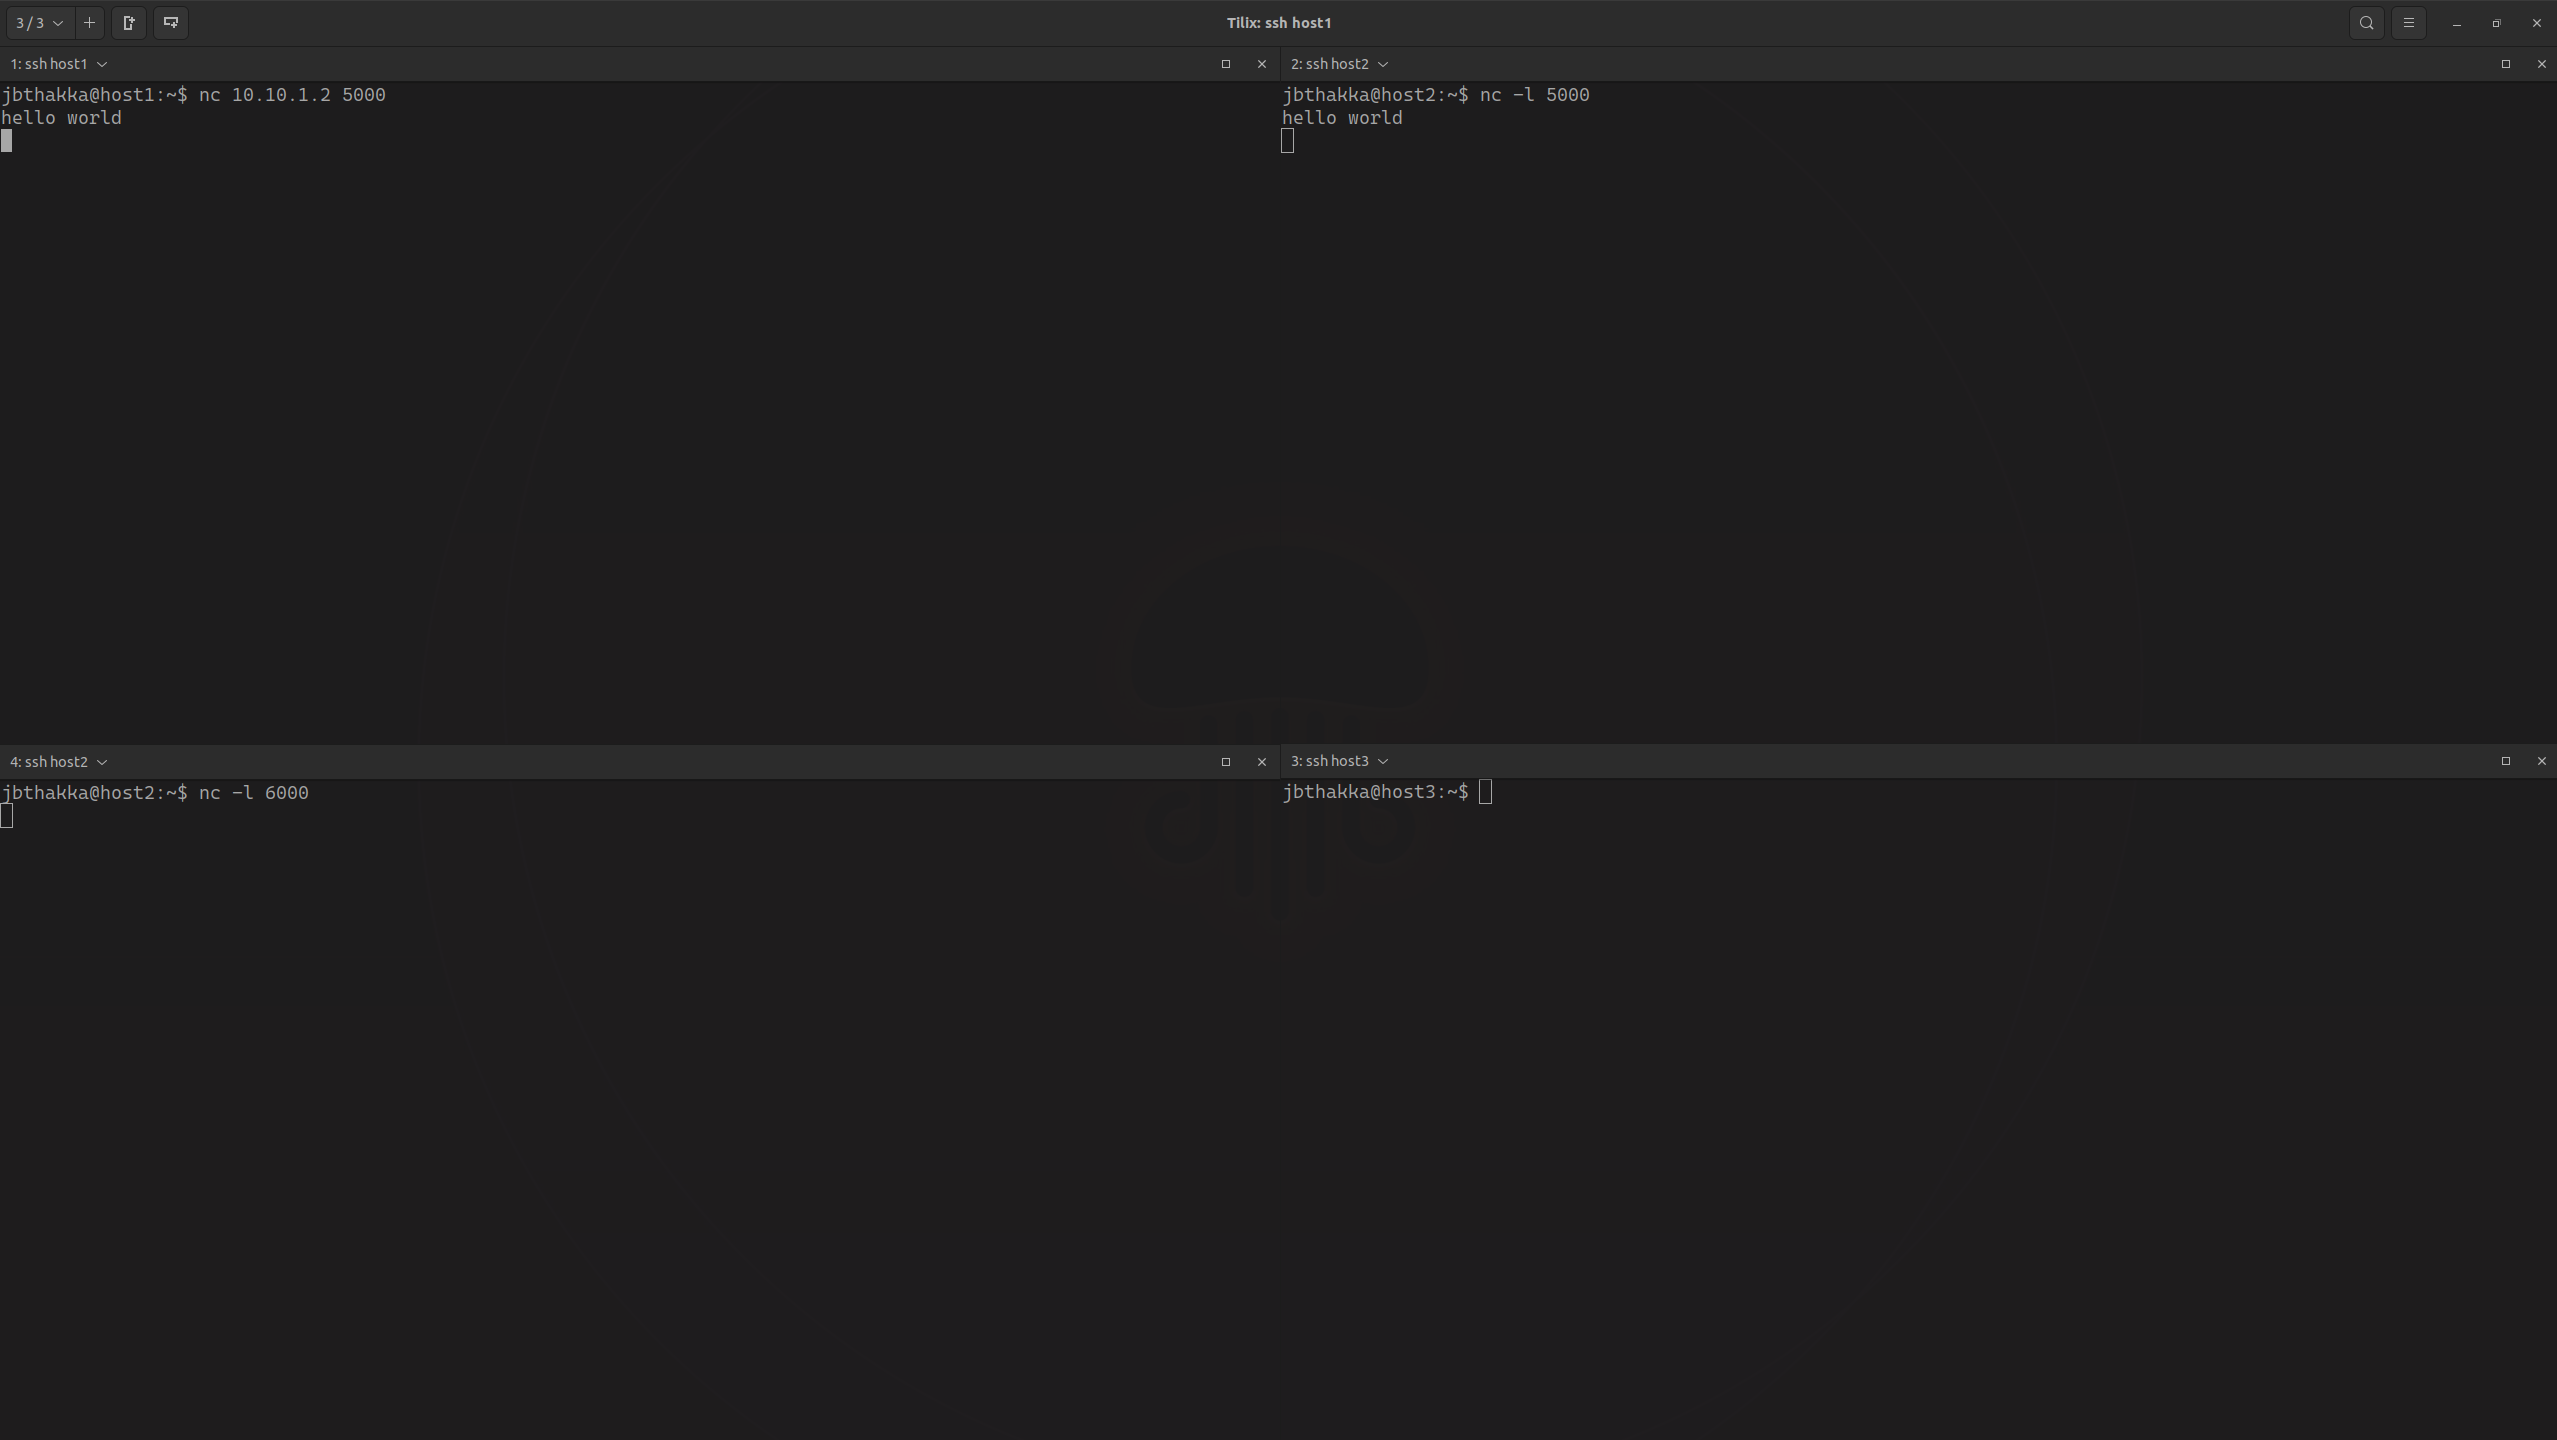 3 / 3
Tilix: ssh host1
1: ssh host1
jbthakka@host1:~$ nc 10.10.1.2 5000
hello world
2: ssh host2
jbthakka@host2:~$ nc -l 5000
hello world
4: ssh host2
jbthakka@host2:~$ nc -l 6000
3: ssh host3
jbthakka@host3:~$